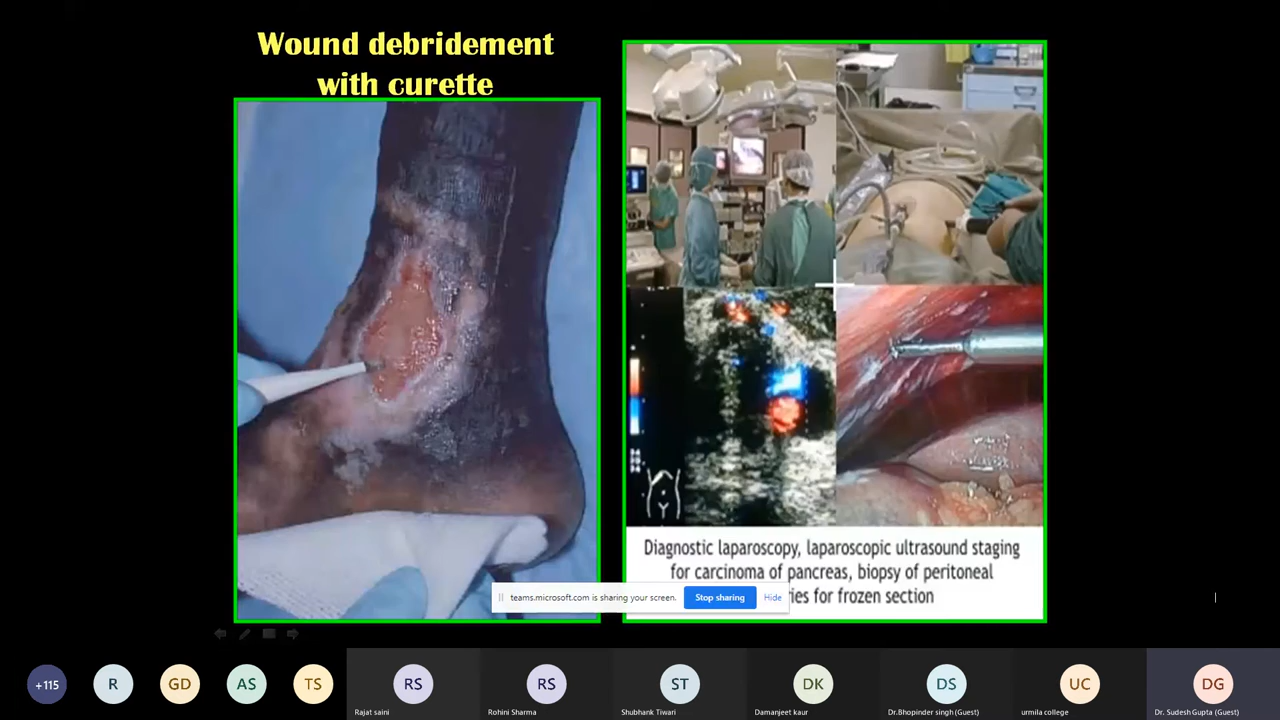 Wound debridement
with curette
Diagnostic laparoscopy, laparoscopic ultrasound staging
for carcinoma of pancreas, biopsy of peritoneal
ries for frozen section
teams.microsoft.com is sharing your screen.
Stop sharing
Hide
+115
R
GD
AS
TS
RS
RS
ST
DK
DS
UC
DG
Rajat saini
Rohini Sharma
Shubhank Tiwari
Damanjeet kaur
Dr.Bhopinder singh (Guest)
urmila college
Dr. Sudesh Gupta (Guest)